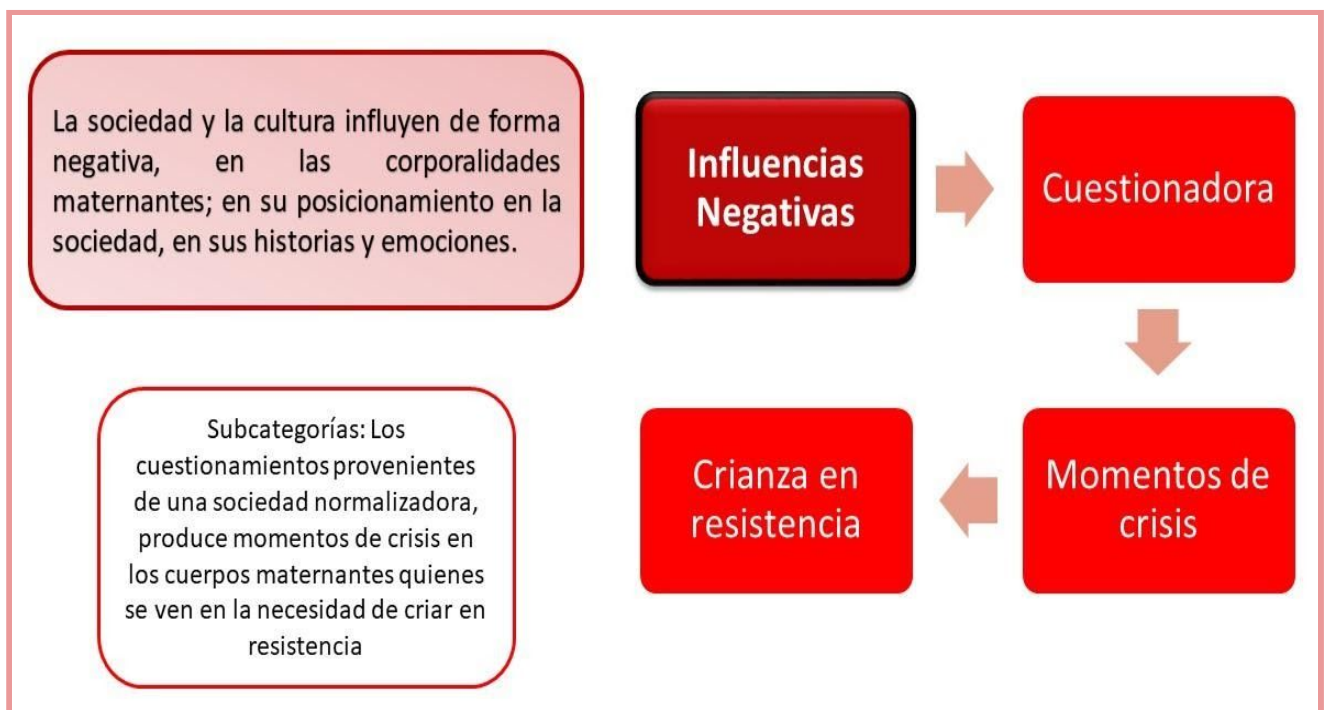 La sociedad y la cultura influyen de forma
negativa, en las corporalidades
maternantes; en su posicionamiento en la
sociedad, en sus historias y emociones.
Influencias
Negativas
Cuestionadora
Momentos de
crisis
Crianza en
resistencia
Subcategorías: Los
cuestionamientos provenientes
de una sociedad normalizadora,
produce momentos de crisis en
los cuerpos maternantes quienes
se ven en la necesidad de criar en
resistencia